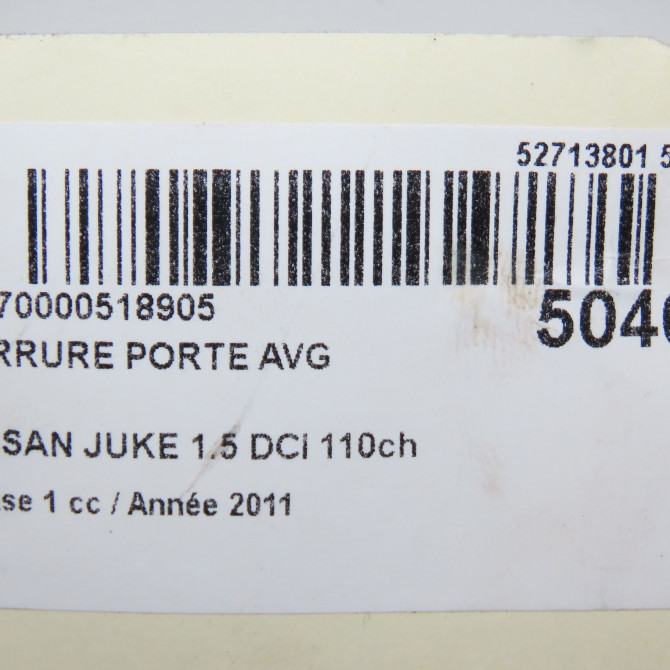 52713801 5
70000518905
5040
RRURE PORTE AVG
SAN JUKE 1.5 DCI 110ch
se 1 cc / Année 2011